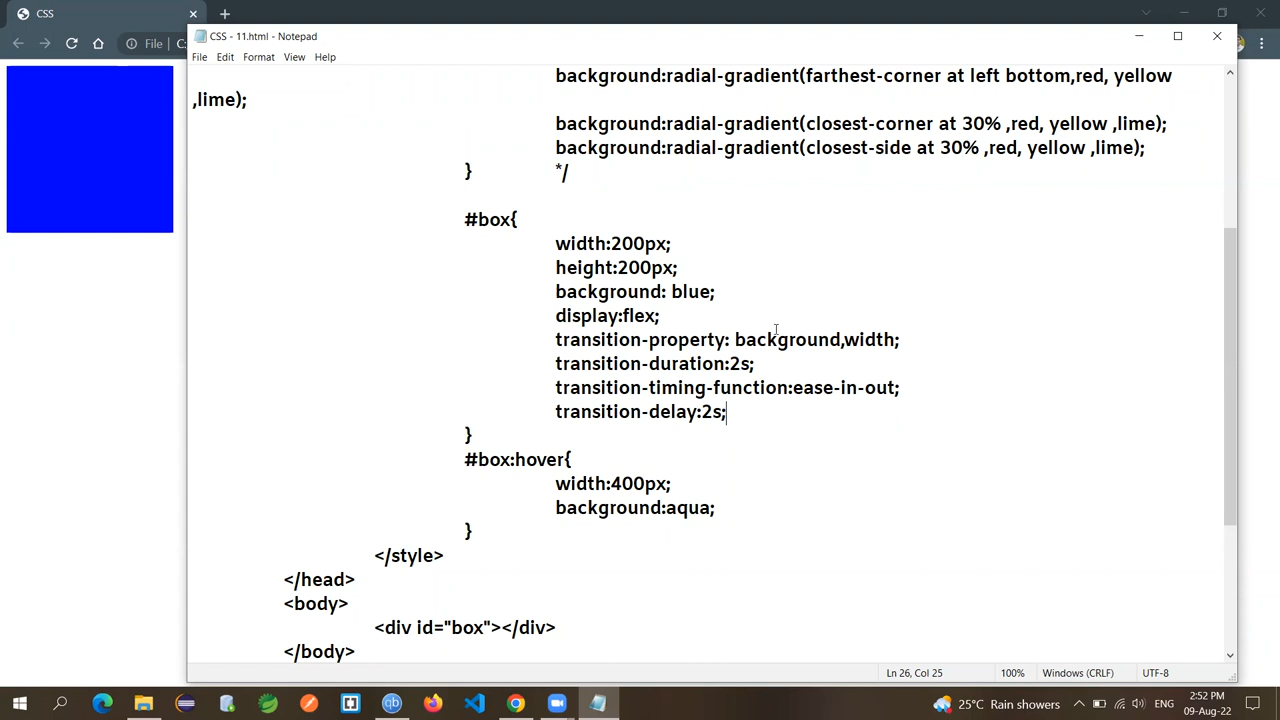 CSS
File
C:
CSS - 11.html - Notepad
File Edit Format View Help
background:radial-gradient(farthest-corner at left bottom,red, yellow
,lime);
background:radial-gradient(closest-corner at 30% ,red, yellow ,lime);
background:radial-gradient(closest-side at 30% ,red, yellow ,lime);
} */
#box{
width:200px;
height:200px;
background: blue;
display:flex;
transition-property: background,width;
transition-duration:2s;
transition-timing-function:ease-in-out;
transition-delay:2s;
}
#box:hover{
width:400px;
background:aqua;
}
</style>
</head>
<body>
<div id="box"></div>
</body>
Ln 26, Col 25 100% Windows (CRLF) UTF-8
qb
25°C Rain showers ENG 2:52 PM
09-Aug-22